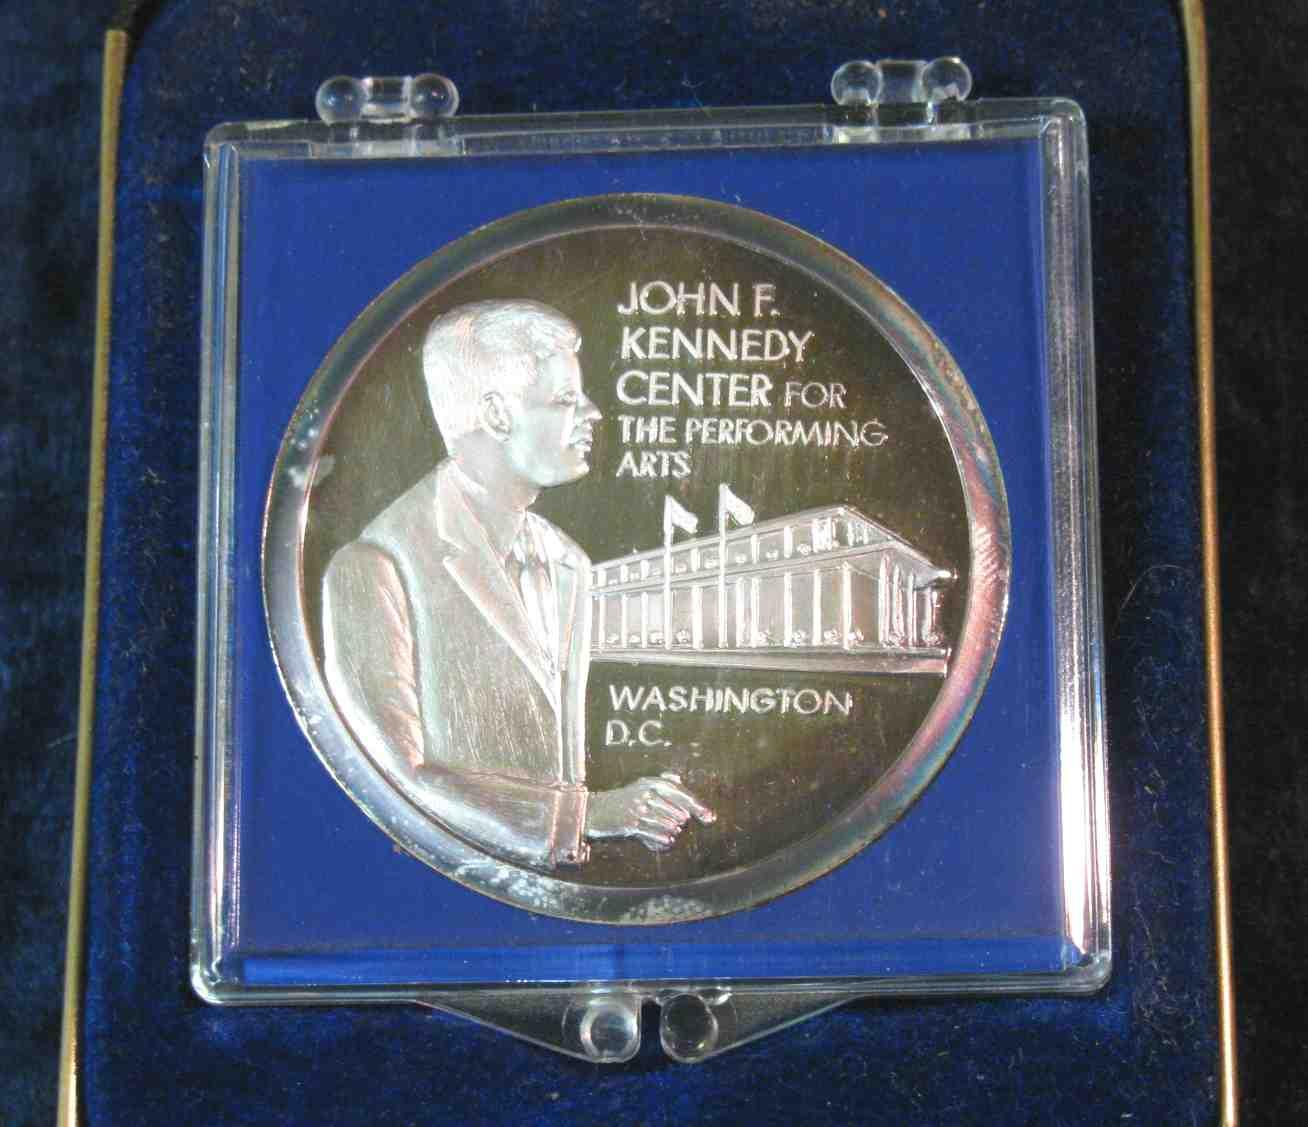 JOHN F.
KENNEDY
CENTER FOR
THE PERFORMING
ARTS
WASHINGTON
D.C.